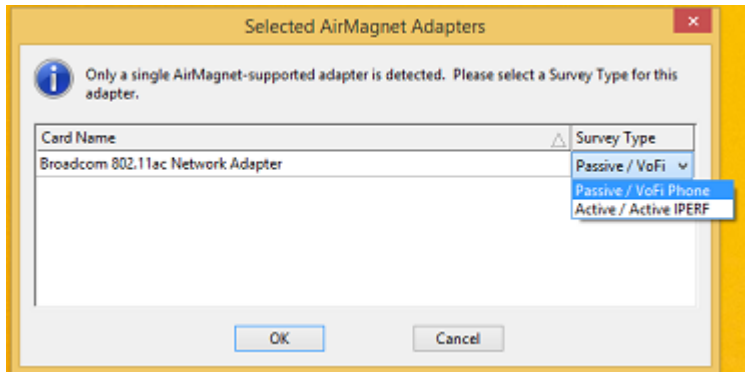 Selected AirMagnet Adapters
Only a single AirMagnet-supported adapter is detected. Please select a Survey Type for this
adapter.
Card Name Survey Type
Broadcom 802.11ac Network Adapter Passive / VoFi
Passive / VoFi Phone
Active / Active IPERF
OK Cancel